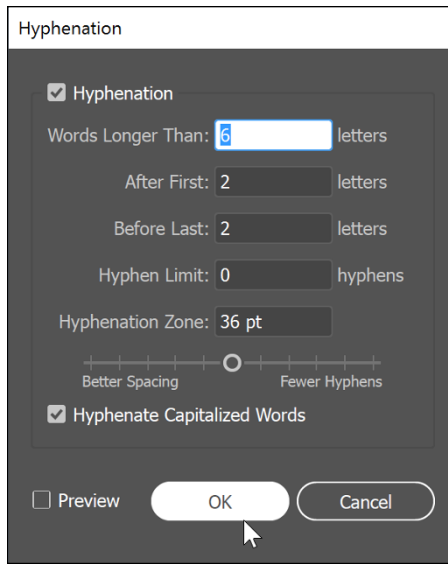 Hyphenation
Hyphenation
Words Longer Than: 6 letters
After First: 2 letters
Before Last: 2 letters
Hyphen Limit: 0 hyphens
Hyphenation Zone: 36 pt
Better Spacing Fewer Hyphens
Hyphenate Capitalized Words
Preview OK Cancel